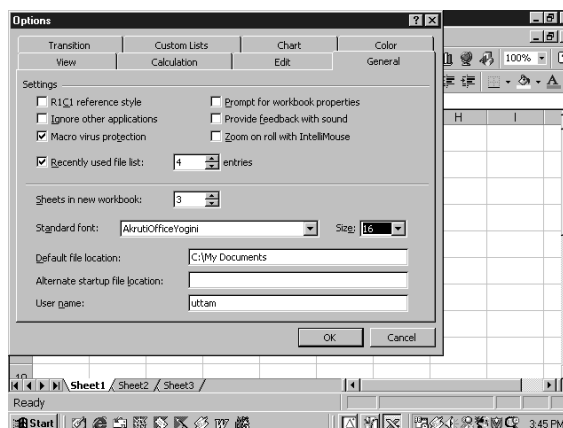 Options
Transition Custom Lists Chart Color
View Calculation Edit General
100%
Settings
R1C1 reference style Prompt for workbook properties
Ignore other applications Provide feedback with sound
Macro virus protection Zoom on roll with IntelliMouse
Recently used file list: 4 entries
H I
Sheets in new workbook: 3
Standard font: AkrutiOfficeYogini Size: 16
Default file location: C:\My Documents
Alternate startup file location:
User name: uttam
OK Cancel
Sheet1 Sheet2 Sheet3
Ready
Start 3:45 PM